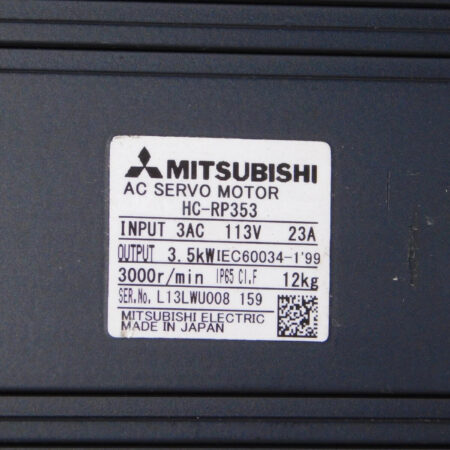 MITSUBISHI
AC SERVO MOTOR
HC-RP353
INPUT 3AC 113V 23A
OUTPUT 3.5kW IEC60034-1'99
3000r/min IP65 Cl.F 12kg
SER.No. L13LWU008 159
MITSUBISHI ELECTRIC
MADE IN JAPAN